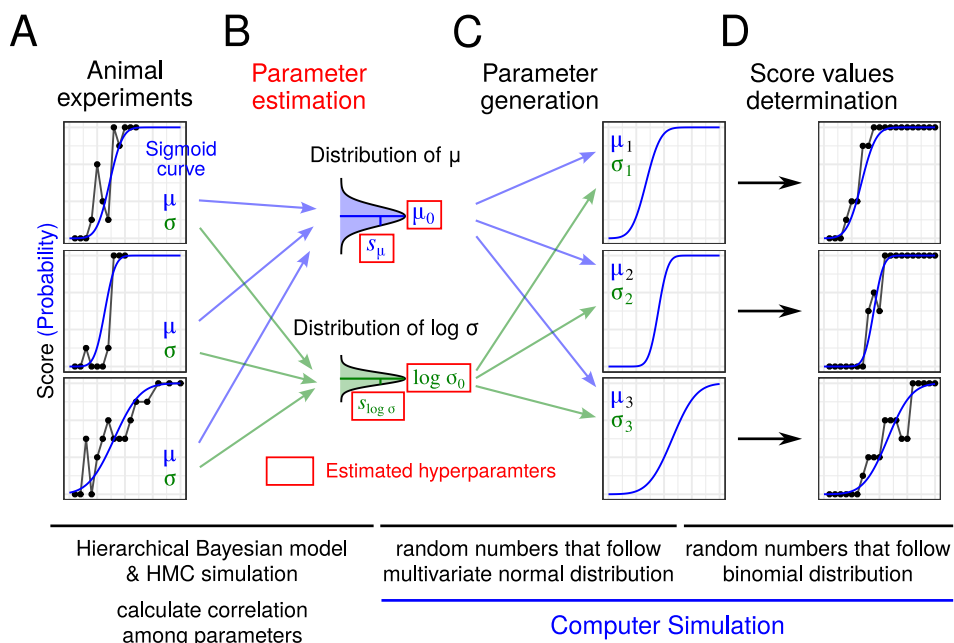 A
B
C
D
Animal
experiments
Parameter
estimation
Parameter
generation
Score values
determination
Score (Probability)
Sigmoid
curve
μ
σ
μ
σ
μ
σ
Distribution of μ
μ0
sμ
Distribution of log σ
log σ0
slog σ
Estimated hyperparamters
μ1
σ1
μ2
σ2
μ3
σ3
Hierarchical Bayesian model
& HMC simulation
calculate correlation
among parameters
random numbers that follow
multivariate normal distribution
random numbers that follow
binomial distribution
Computer Simulation